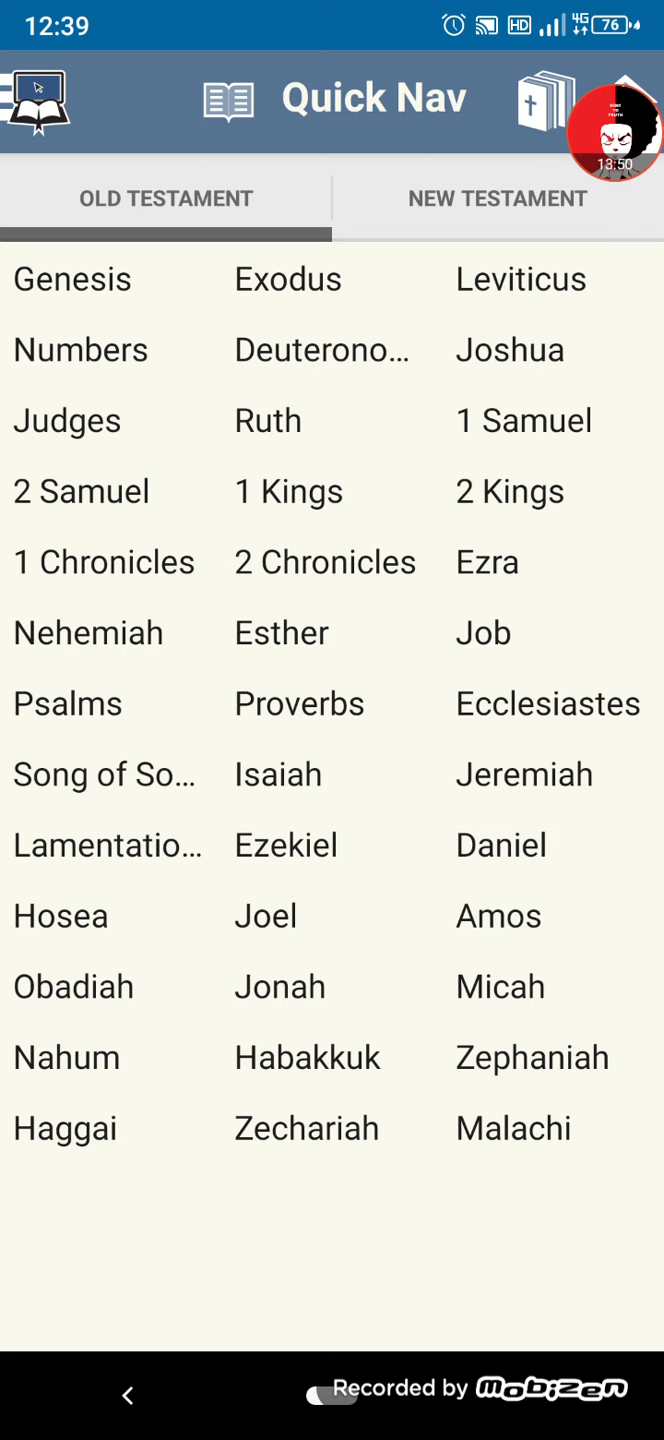 12:39
HD 4G 76
Quick Nav
13:50
OLD TESTAMENT NEW TESTAMENT
Genesis Exodus Leviticus
Numbers Deuterono... Joshua
Judges Ruth 1 Samuel
2 Samuel 1 Kings 2 Kings
1 Chronicles 2 Chronicles Ezra
Nehemiah Esther Job
Psalms Proverbs Ecclesiastes
Song of So... Isaiah Jeremiah
Lamentatio... Ezekiel Daniel
Hosea Joel Amos
Obadiah Jonah Micah
Nahum Habakkuk Zephaniah
Haggai Zechariah Malachi
Recorded by mobizen